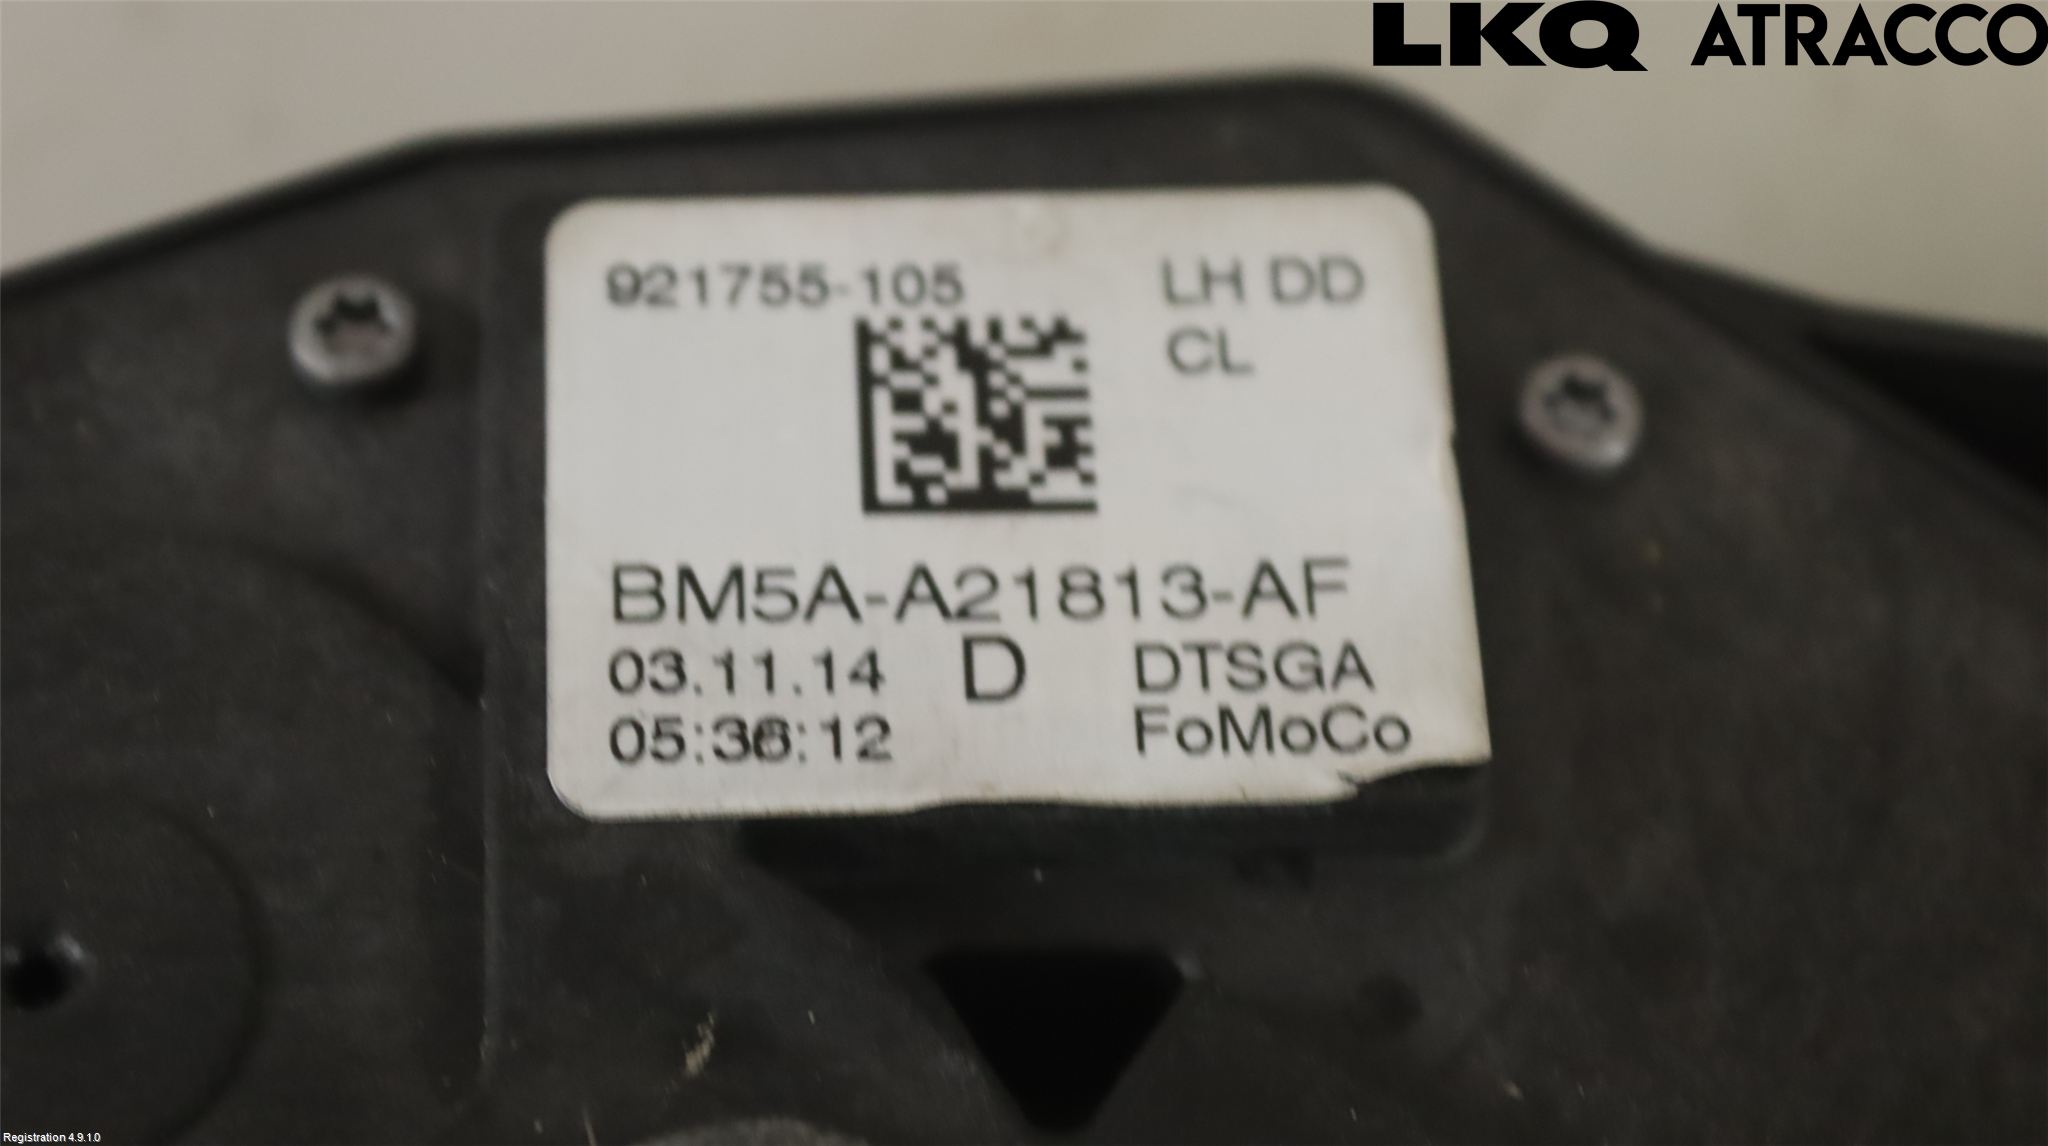 LKQ ATRACCO
921755-105 LH DD
CL
BM5A-A21813-AF
03.11.14 D DTSGA
05:36:12 FoMoCo
Registration 4.9.1.0